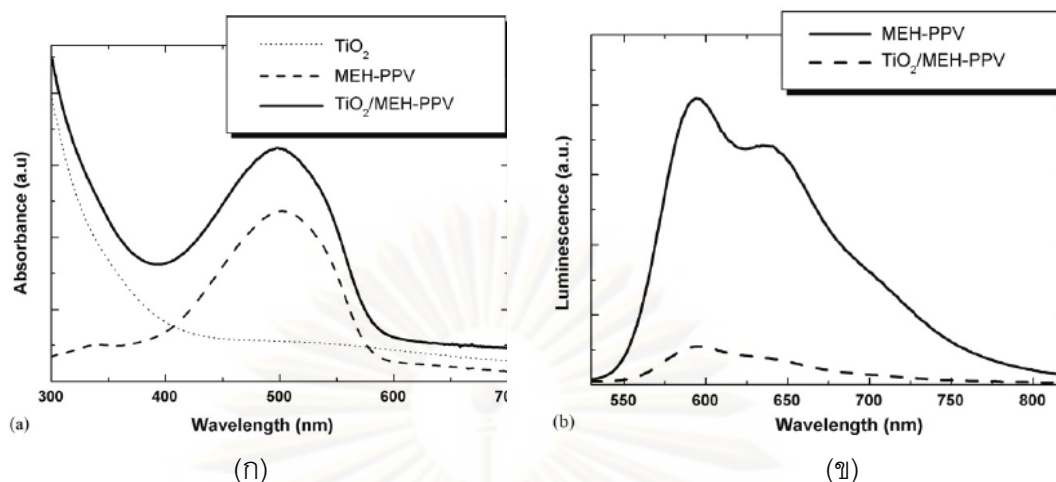 TiO₂
MEH-PPV
TiO₂/MEH-PPV
Absorbance (a.u)
300 400 500 600 70
Wavelength (nm)
(a)
(ก)
MEH-PPV
TiO₂/MEH-PPV
Luminescence (a.u.)
550 600 650 700 750 800
Wavelength (nm)
(b)
(ข)